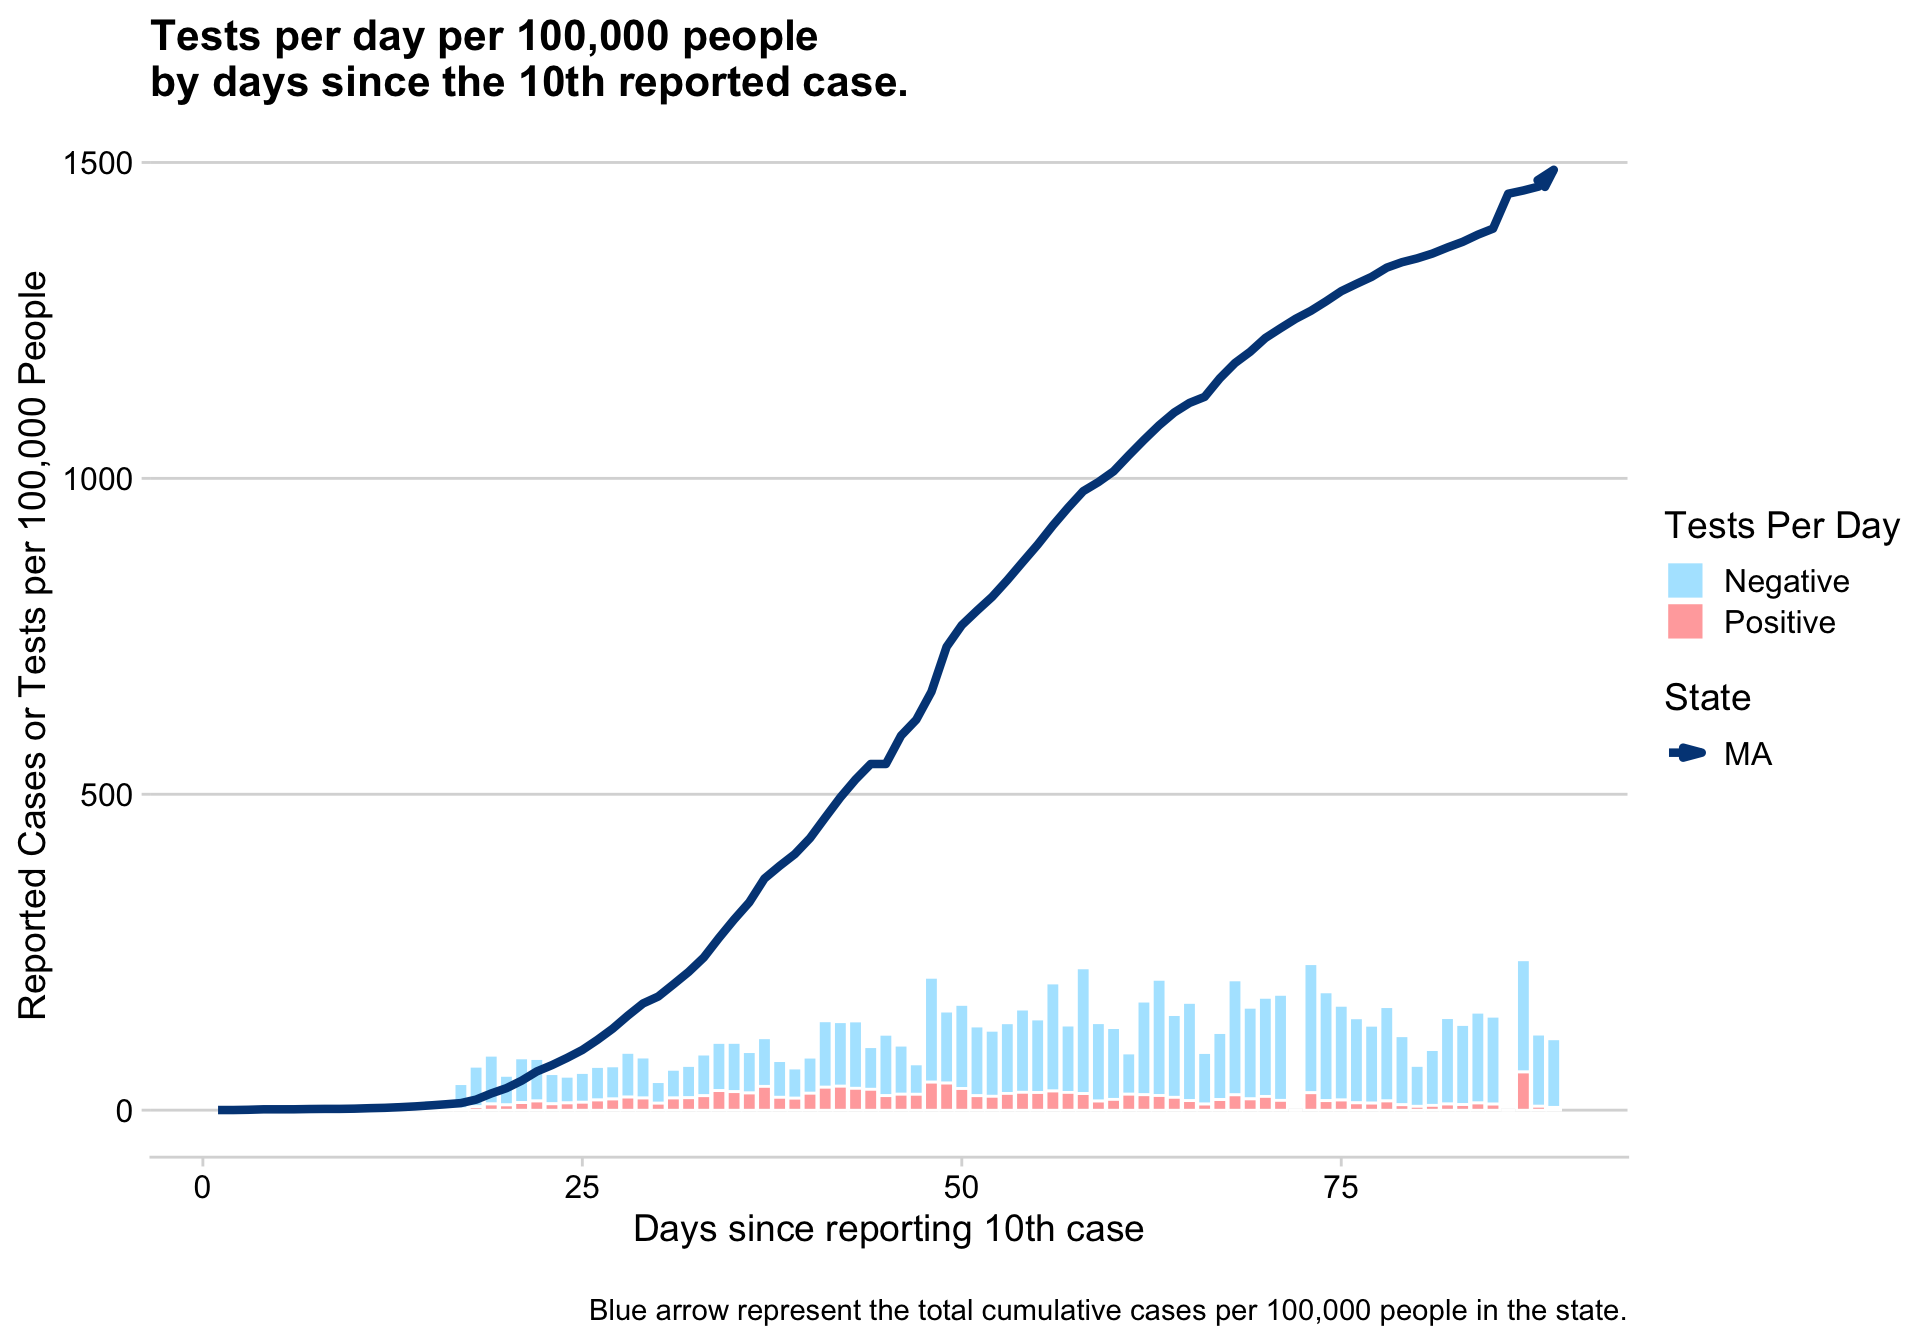 Tests per day per 100,000 people
by days since the 10th reported case.
Reported Cases or Tests per 100,000 People
1500
1000
500
0
0
25
50
75
Days since reporting 10th case
Tests Per Day
Negative
Positive
State
MA
Blue arrow represent the total cumulative cases per 100,000 people in the state.